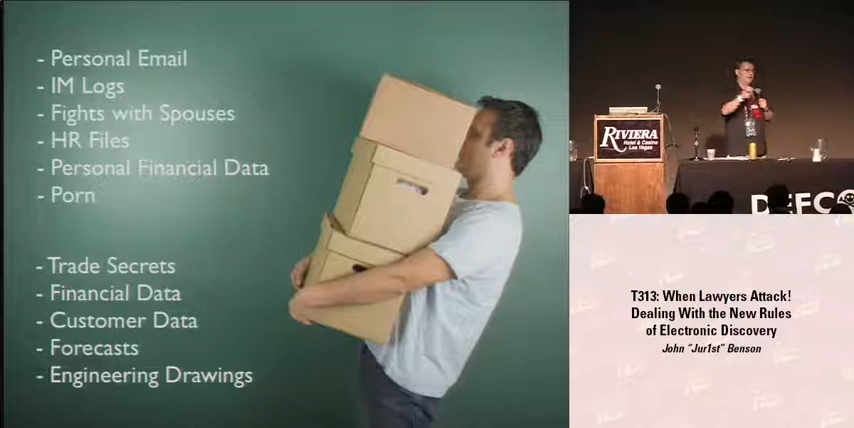 - Personal Email
- IM Logs
- Fights with Spouses
- HR Files
- Personal Financial Data
- Porn
- Trade Secrets
- Financial Data
- Customer Data
- Forecasts
- Engineering Drawings
RIVIERA
Hotel & Casino
Las Vegas
DEFCO
T313: When Lawyers Attack!
Dealing With the New Rules
of Electronic Discovery
John "Jur1st" Benson